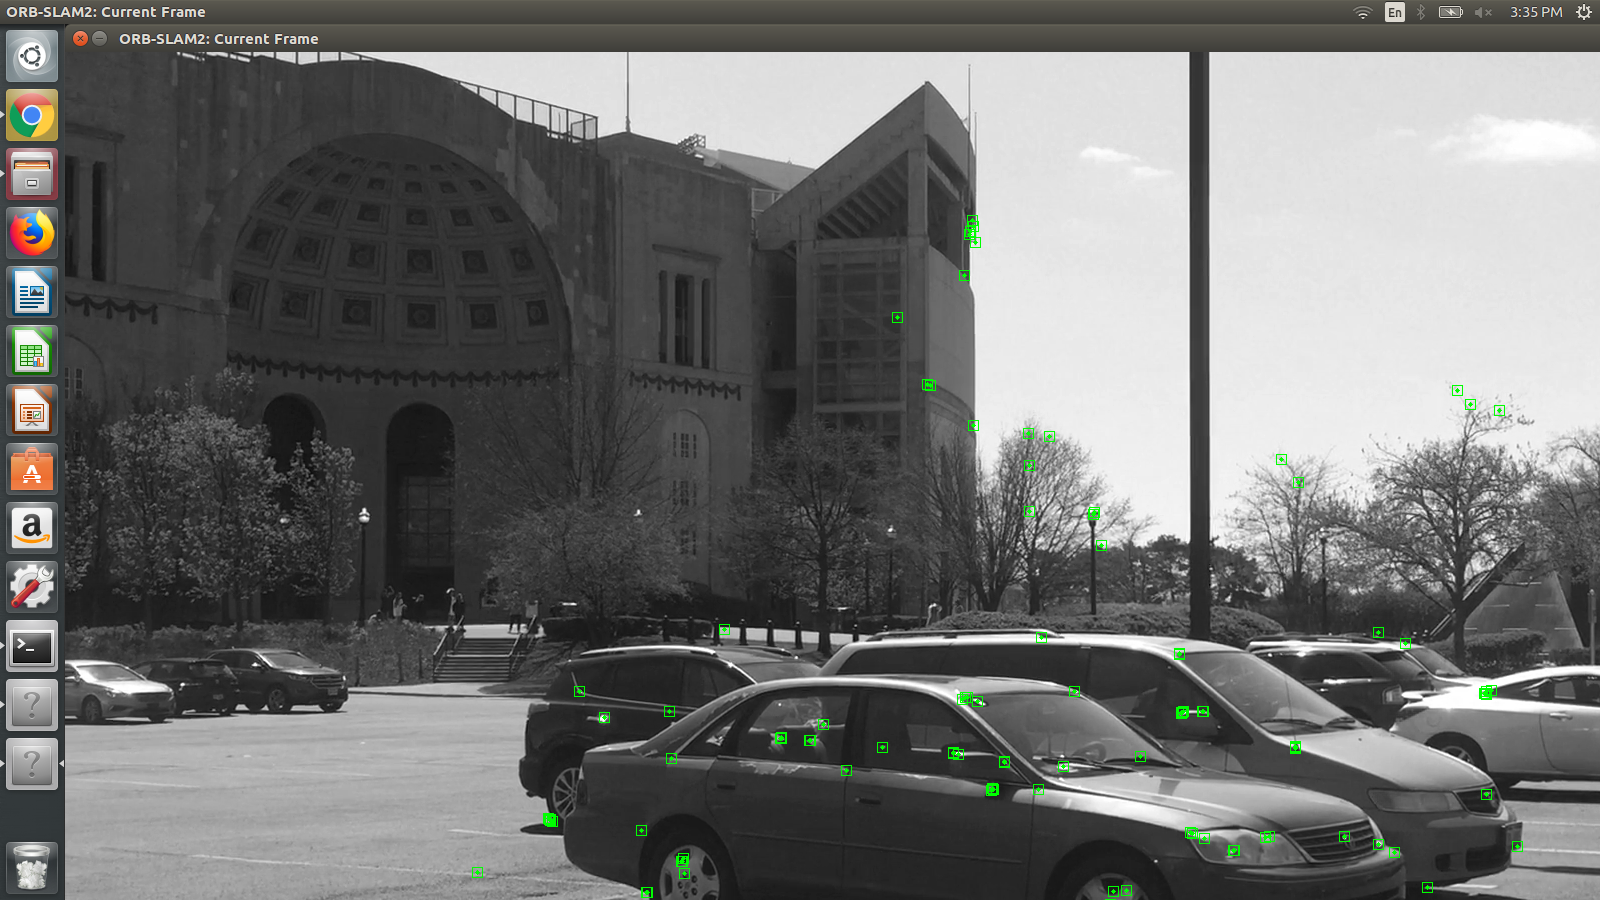 ORB-SLAM2: Current Frame
En
3:35 PM
ORB-SLAM2: Current Frame